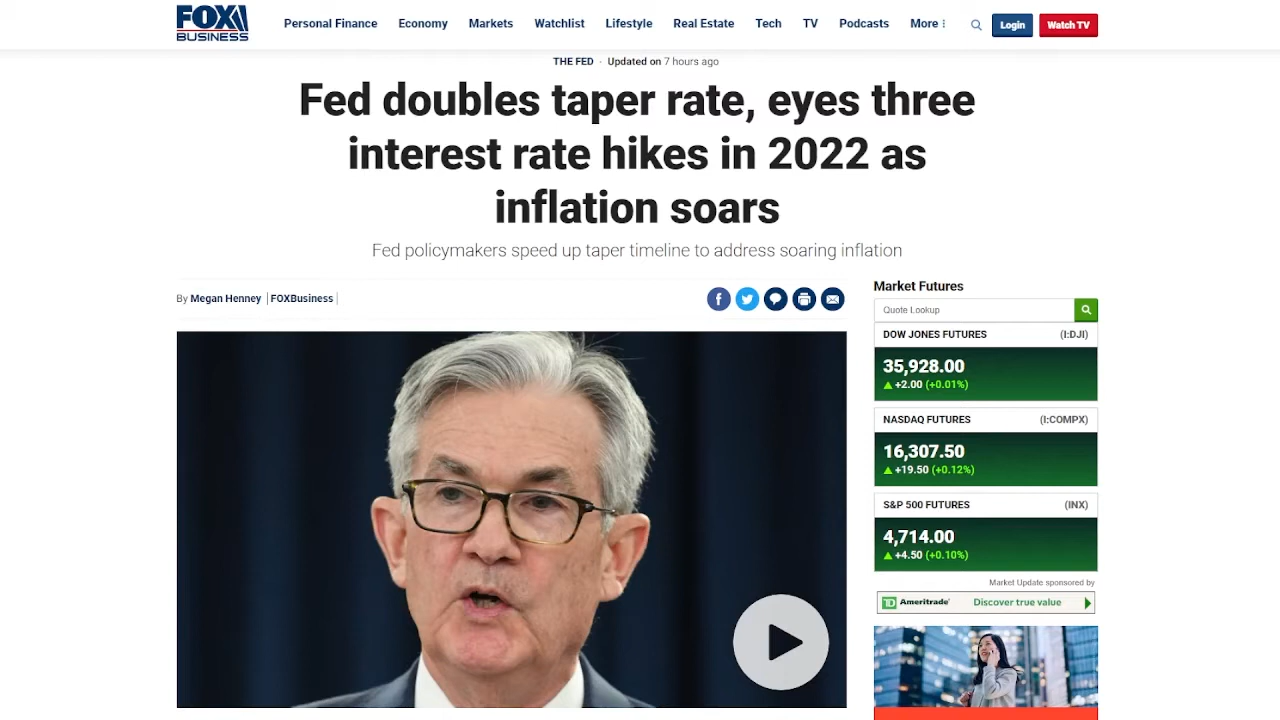 FOX
BUSINESS
Personal Finance Economy Markets Watchlist Lifestyle Real Estate Tech TV Podcasts More Login Watch TV
THE FED · Updated on 7 hours ago
Fed doubles taper rate, eyes three
interest rate hikes in 2022 as
inflation soars
Fed policymakers speed up taper timeline to address soaring inflation
By Megan Henney | FOXBusiness |
Market Futures
Quote Lookup
DOW JONES FUTURES (I:DJI)
35,928.00
+2.00 (+0.01%)
NASDAQ FUTURES (I:COMPX)
16,307.50
+19.50 (+0.12%)
S&P 500 FUTURES (INX)
4,714.00
+4.50 (+0.10%)
Market Update sponsored by
TD Ameritrade Discover true value